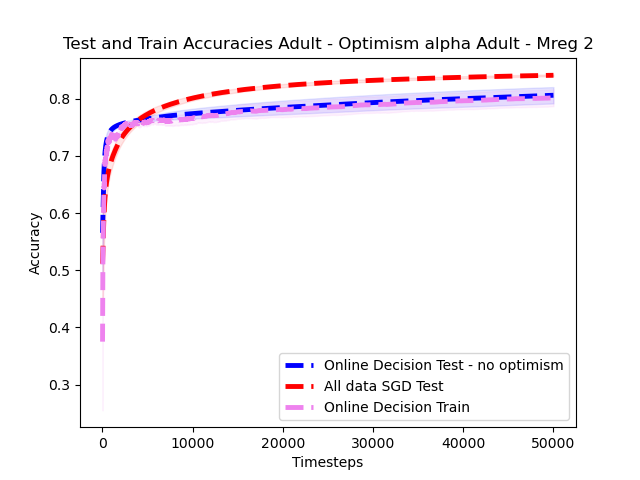 Test and Train Accuracies Adult - Optimism alpha Adult - Mreg 2
Accuracy
0.8
0.7
0.6
0.5
0.4
0.3
Online Decision Test - no optimism
All data SGD Test
Online Decision Train
0 10000 20000 30000 40000 50000
Timesteps